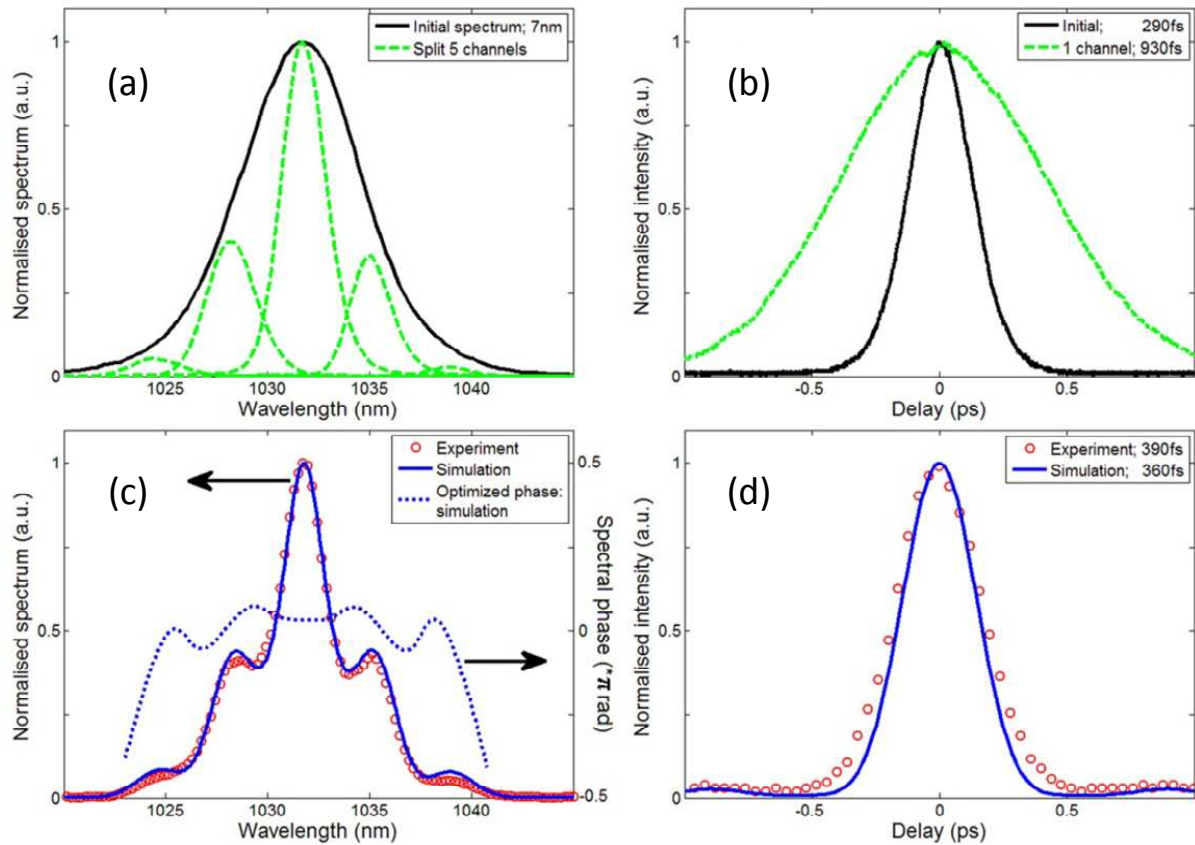 (a)
Initial spectrum; 7nm
Split 5 channels
Normalised spectrum (a.u.)
1
0.5
0
1025
1030
1035
1040
Wavelength (nm)
(b)
Initial; 290fs
1 channel; 930ps
Normalised intensity (a.u.)
1
0.5
0
-0.5
0
0.5
Delay (ps)
(c)
Experiment
Simulation
Optimized phase:
simulation
Normalised spectrum (a.u.)
1
0.5
0
1025
1030
1035
1040
Wavelength (nm)
0.5
0
-0.5
Spectral phase (*π rad)
(d)
Experiment; 390fs
Simulation; 360fs
Normalised intensity (a.u.)
1
0.5
0
-0.5
0
0.5
Delay (ps)